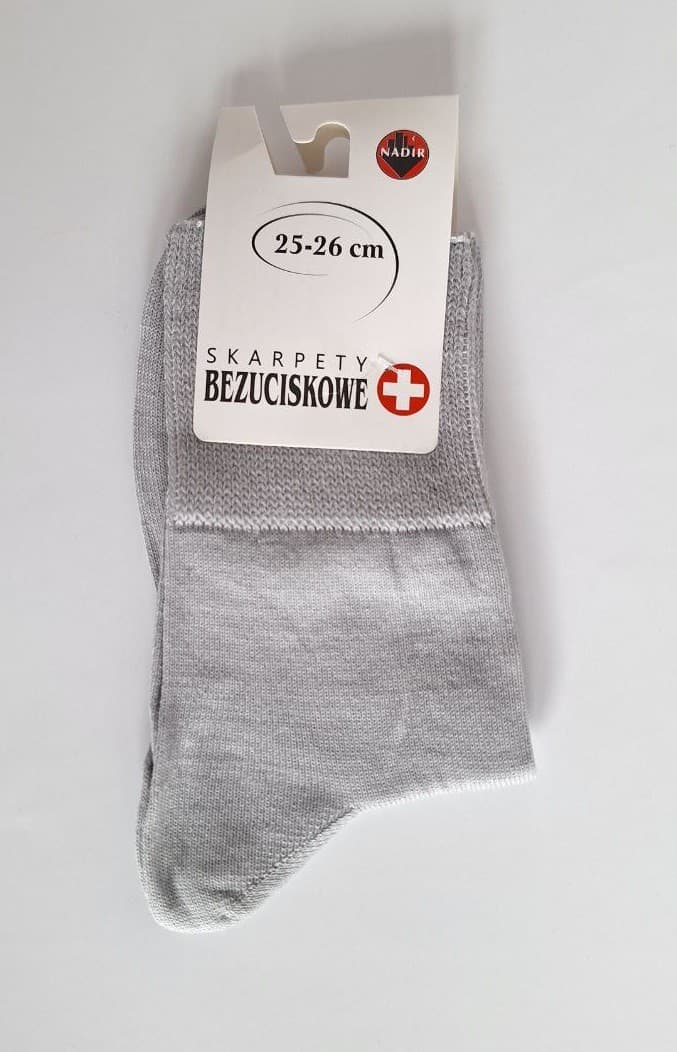 NADIR
25-26 cm
SKARPETY
BEZUCISKOWE